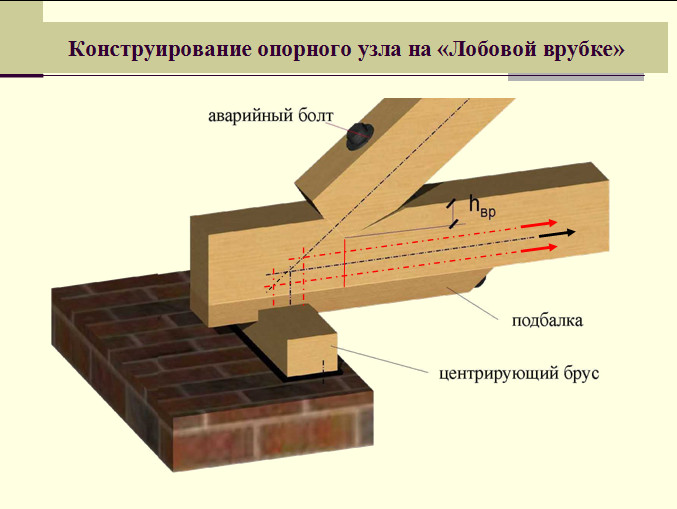 Конструирование опорного узла на «Лобовой врубке»
аварийный болт
hвр
подбалка
центрирующий брус